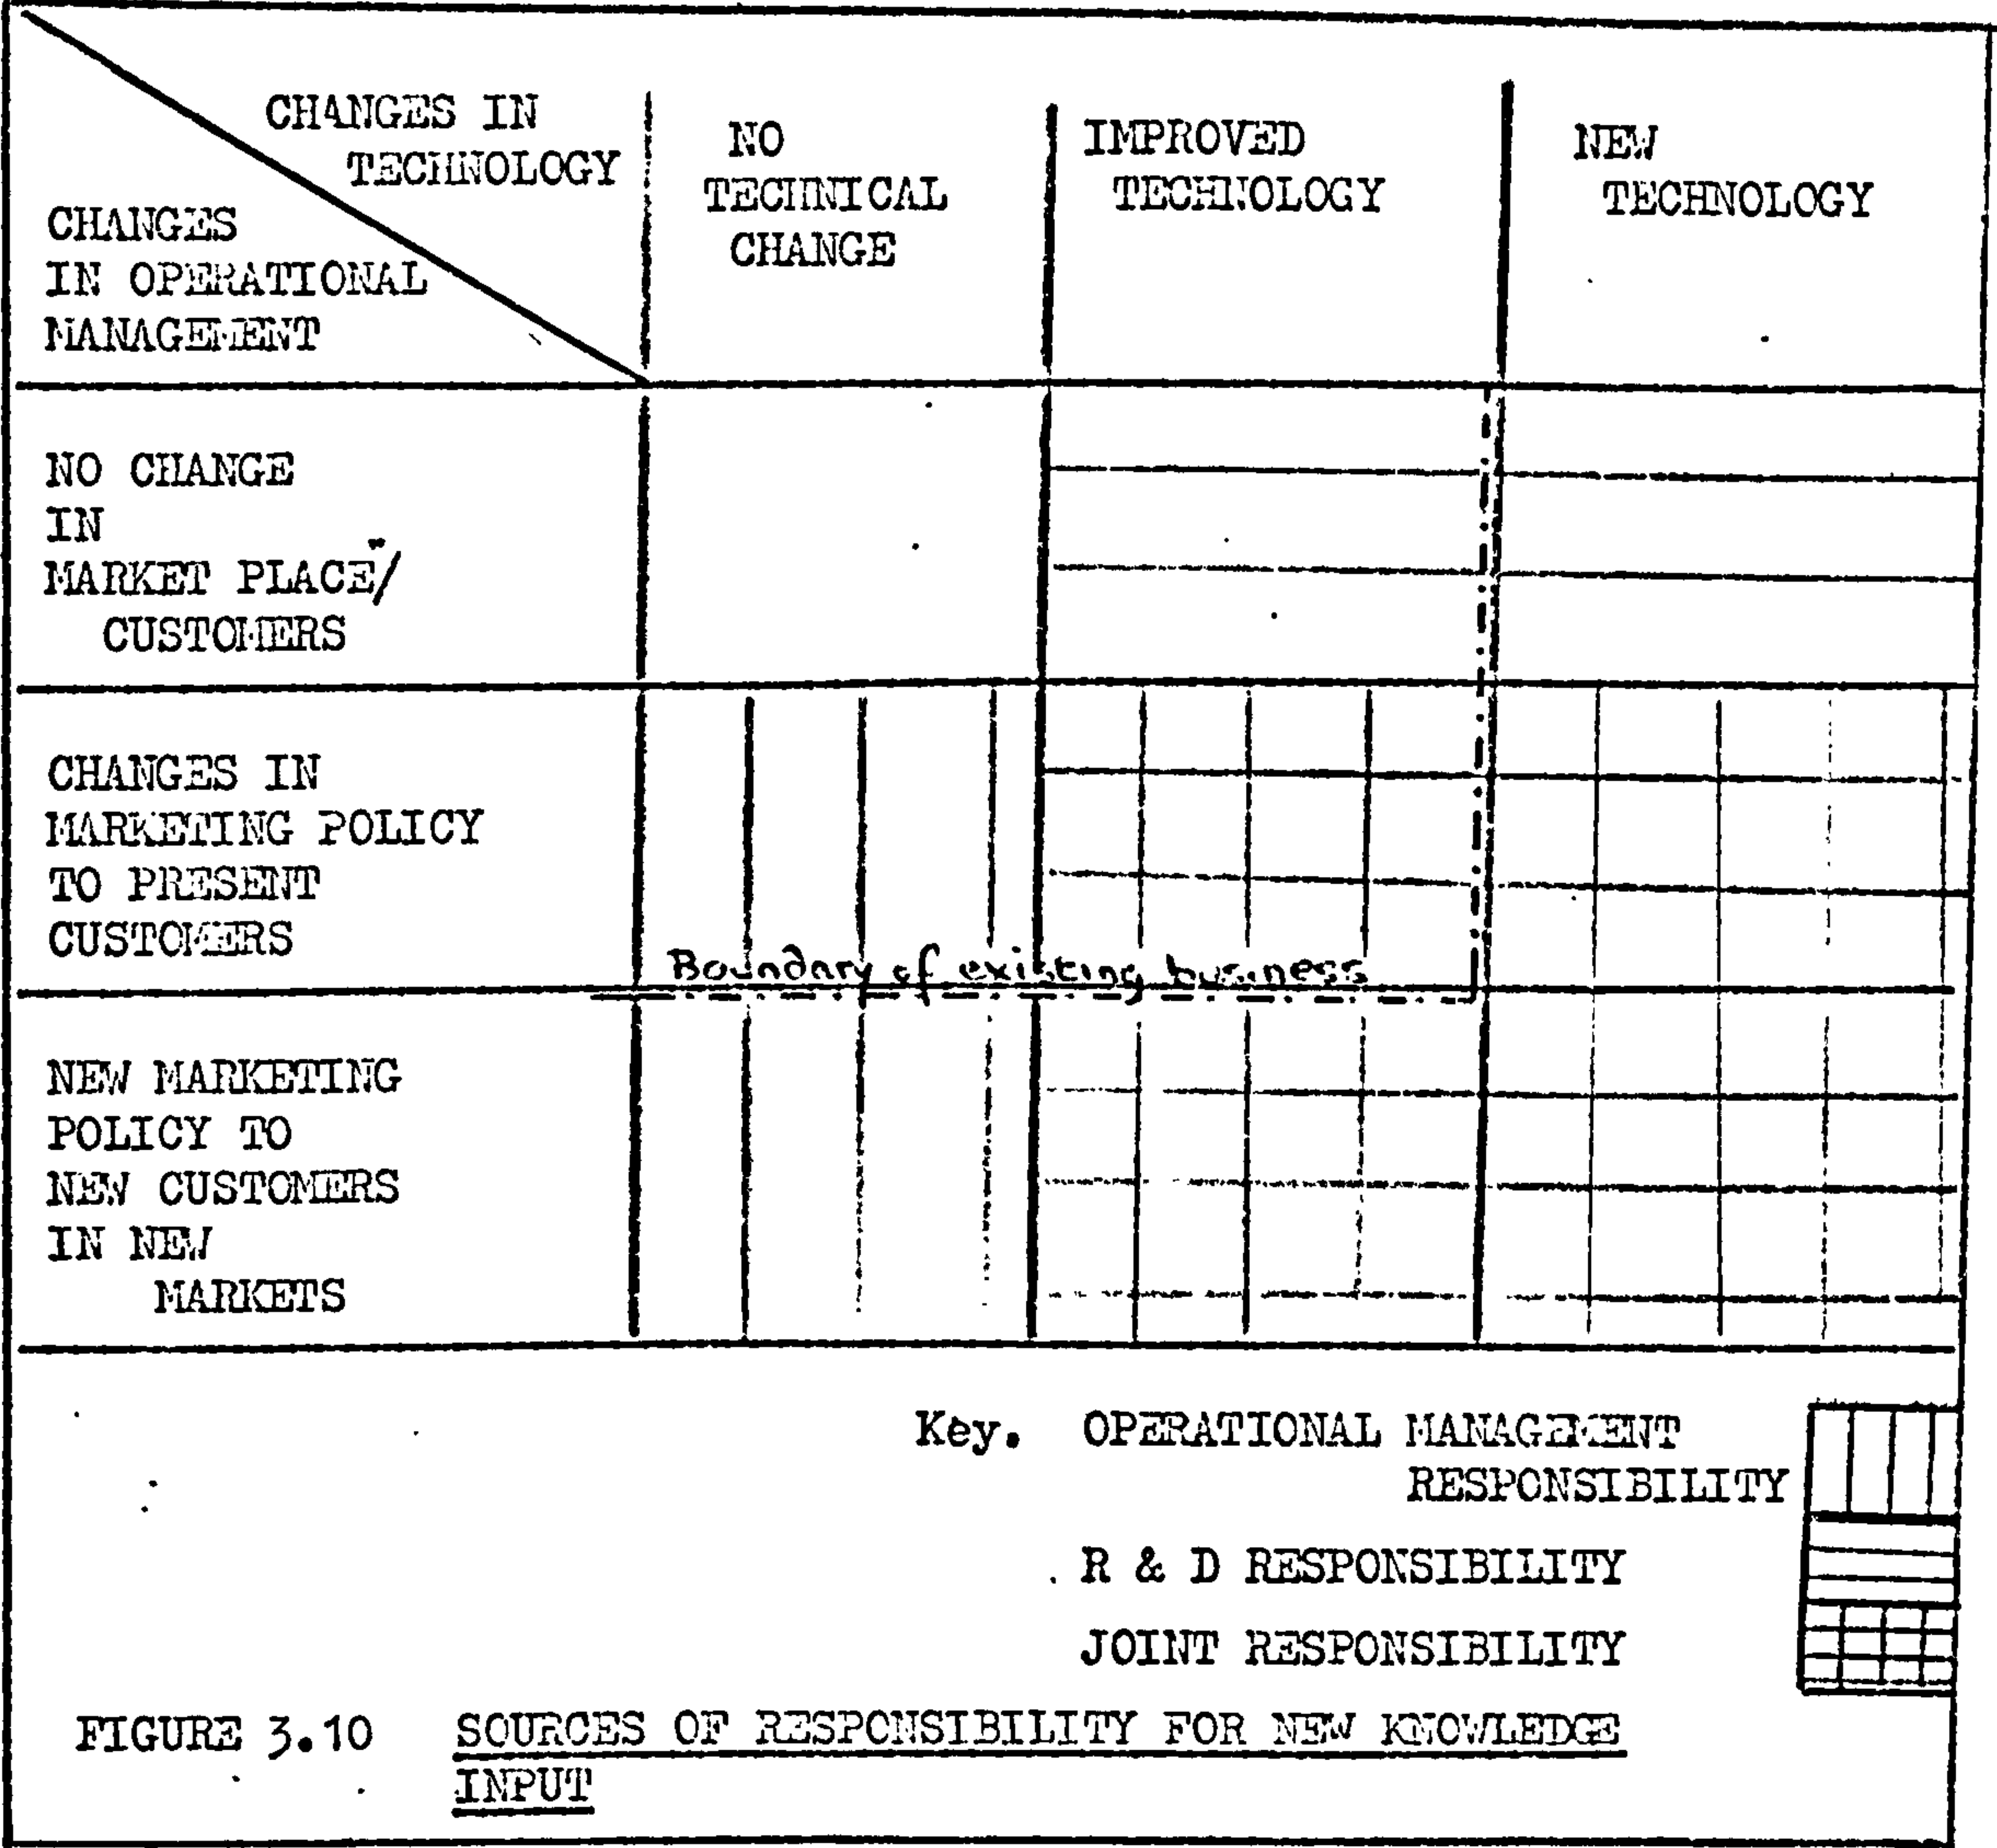 CHANGES IN
TECHNOLOGY
CHANGES
IN OPERATIONAL
MANAGEMENT
NO
TECHNICAL
CHANGE
IMPROVED
TECHNOLOGY
NEW
TECHNOLOGY
NO CHANGE
IN
MARKET PLACE/
CUSTOMERS
CHANGES IN
MARKETING POLICY
TO PRESENT
CUSTOMERS
Boundary of existing business
NEW MARKETING
POLICY TO
NEW CUSTOMERS
IN NEW
MARKETS
Key. OPERATIONAL MANAGEMENT
RESPONSIBILITY
R & D RESPONSIBILITY
JOINT RESPONSIBILITY
FIGURE 3.10 SOURCES OF RESPONSIBILITY FOR NEW KNOWLEDGE
INPUT